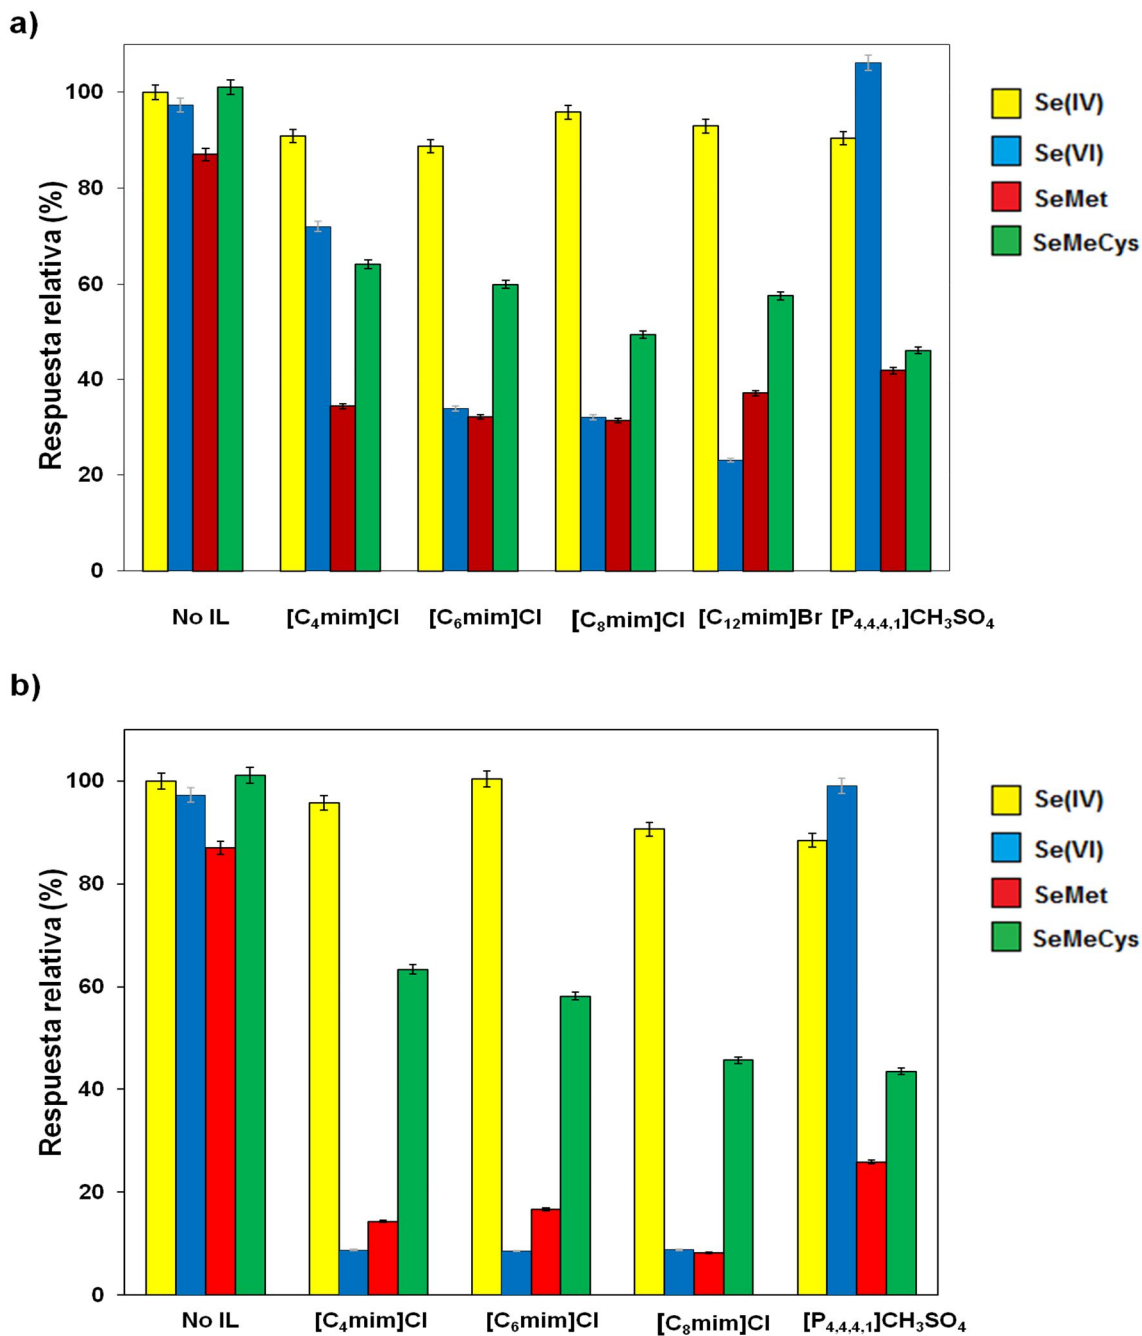 a)
Respuesta relativa (%)
100
80
60
40
20
0
No IL [C₄mim]Cl [C₆mim]Cl [C₈mim]Cl [C₁₂mim]Br [P₄,₄,₄,₁]CH₃SO₄
Se(IV)
Se(VI)
SeMet
SeMeCys
b)
Respuesta relativa (%)
100
80
60
40
20
0
No IL [C₄mim]Cl [C₆mim]Cl [C₈mim]Cl [P₄,₄,₄,₁]CH₃SO₄
Se(IV)
Se(VI)
SeMet
SeMeCys